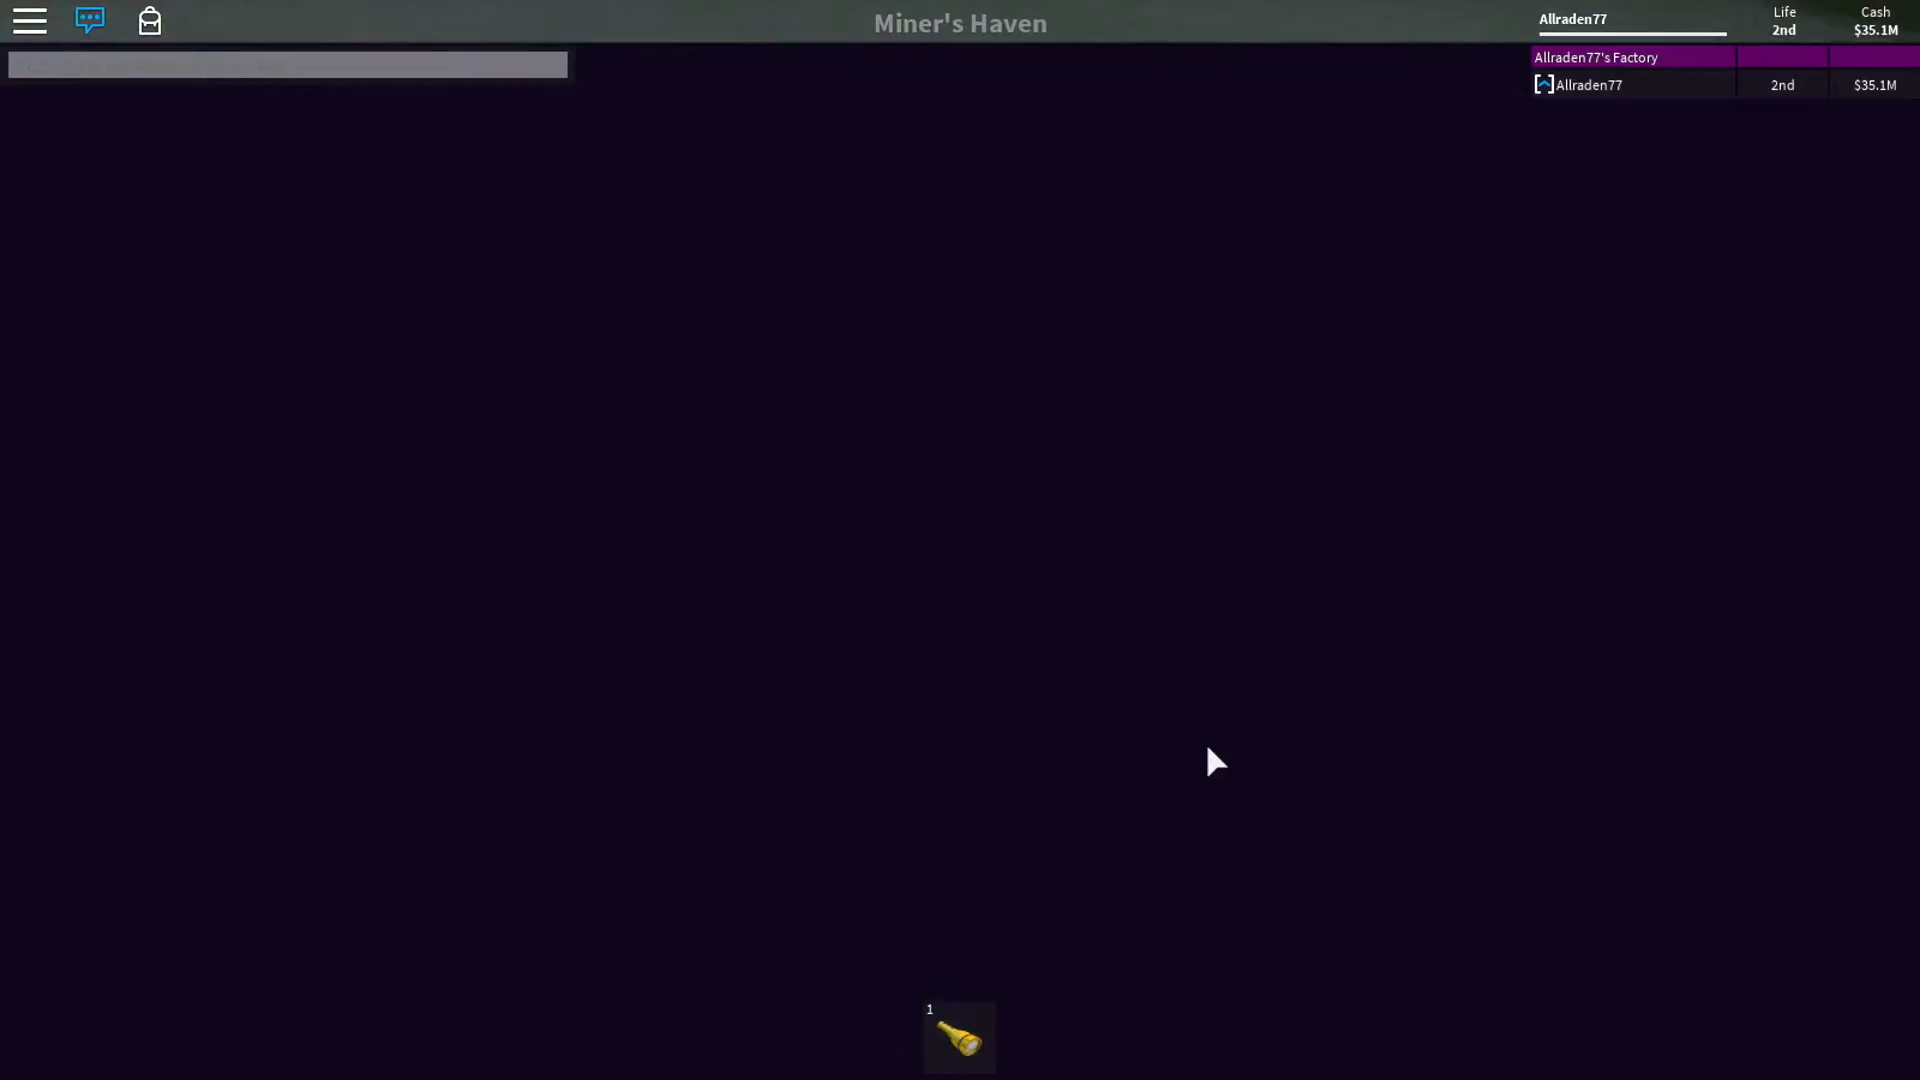 Miner's Haven
Allraden77
Life
2nd
Cash
$35.1M
Allraden77's Factory
Allraden77
2nd
$35.1M
1